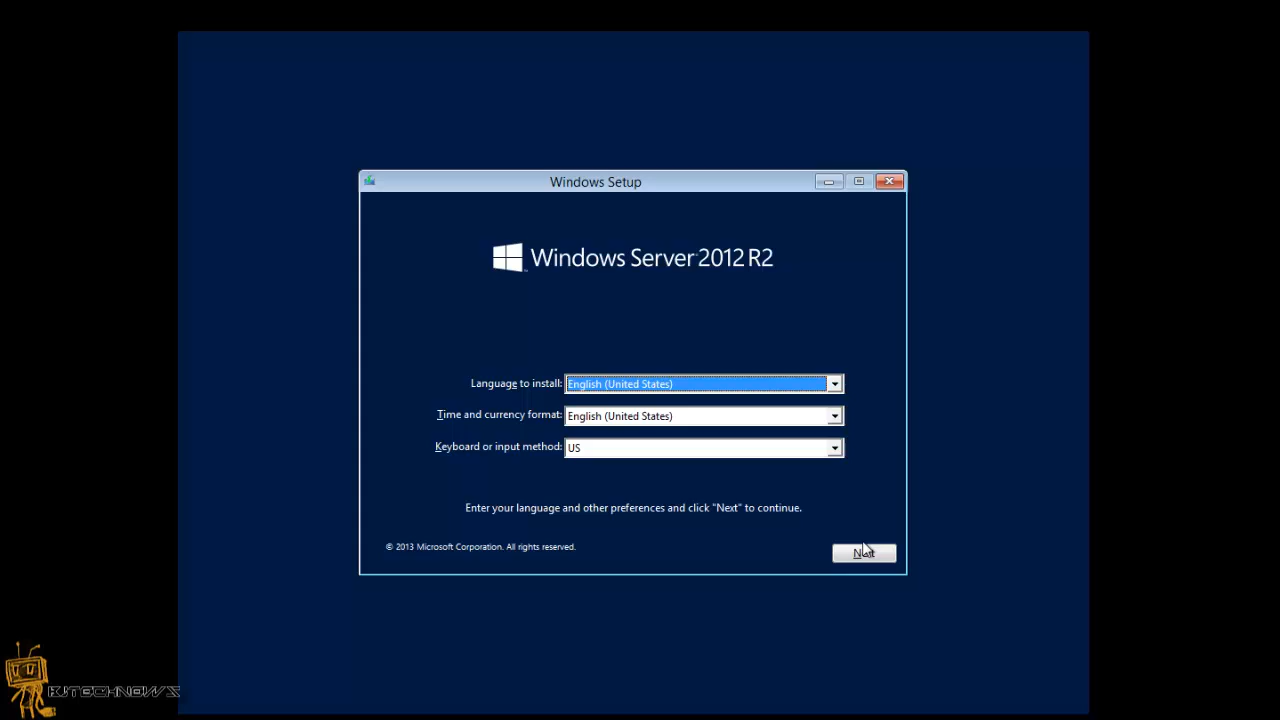 Windows Setup
Windows Server 2012 R2
Language to install: English (United States)
Time and currency format: English (United States)
Keyboard or input method: US
Enter your language and other preferences and click "Next" to continue.
© 2013 Microsoft Corporation. All rights reserved.
Next